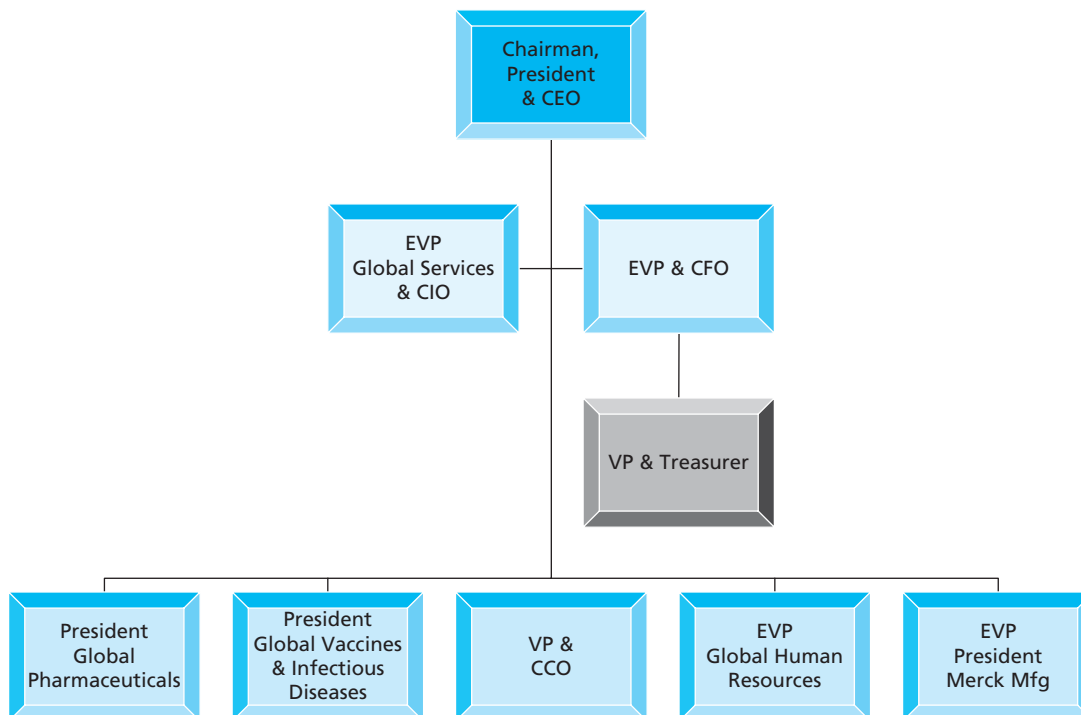 Chairman,
President
& CEO
EVP
Global Services
& CIO
EVP & CFO
VP & Treasurer
President
Global
Pharmaceuticals
President
Global Vaccines
& Infectious
Diseases
VP &
CCO
EVP
Global Human
Resources
EVP
President
Merck Mfg